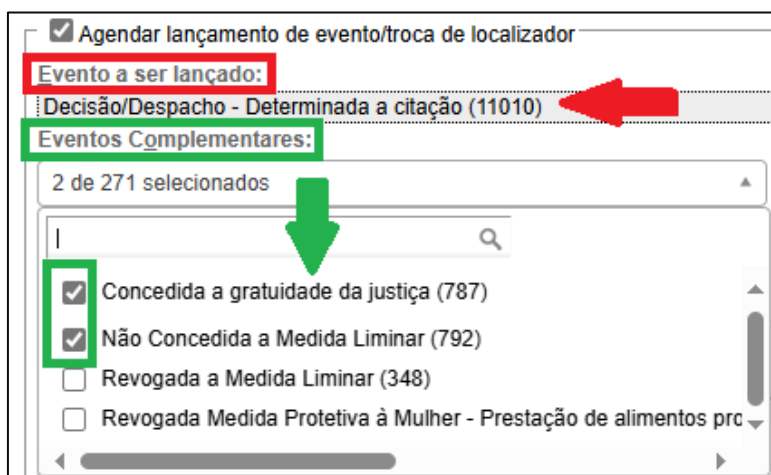 Agendar lançamento de evento/troca de localizador
Evento a ser lançado:
Decisão/Despacho - Determinada a citação (11010)
Eventos Complementares:
2 de 271 selecionados
Concedida a gratuidade da justiça (787)
Não Concedida a Medida Liminar (792)
Revogada a Medida Liminar (348)
Revogada Medida Protetiva à Mulher - Prestação de alimentos pro